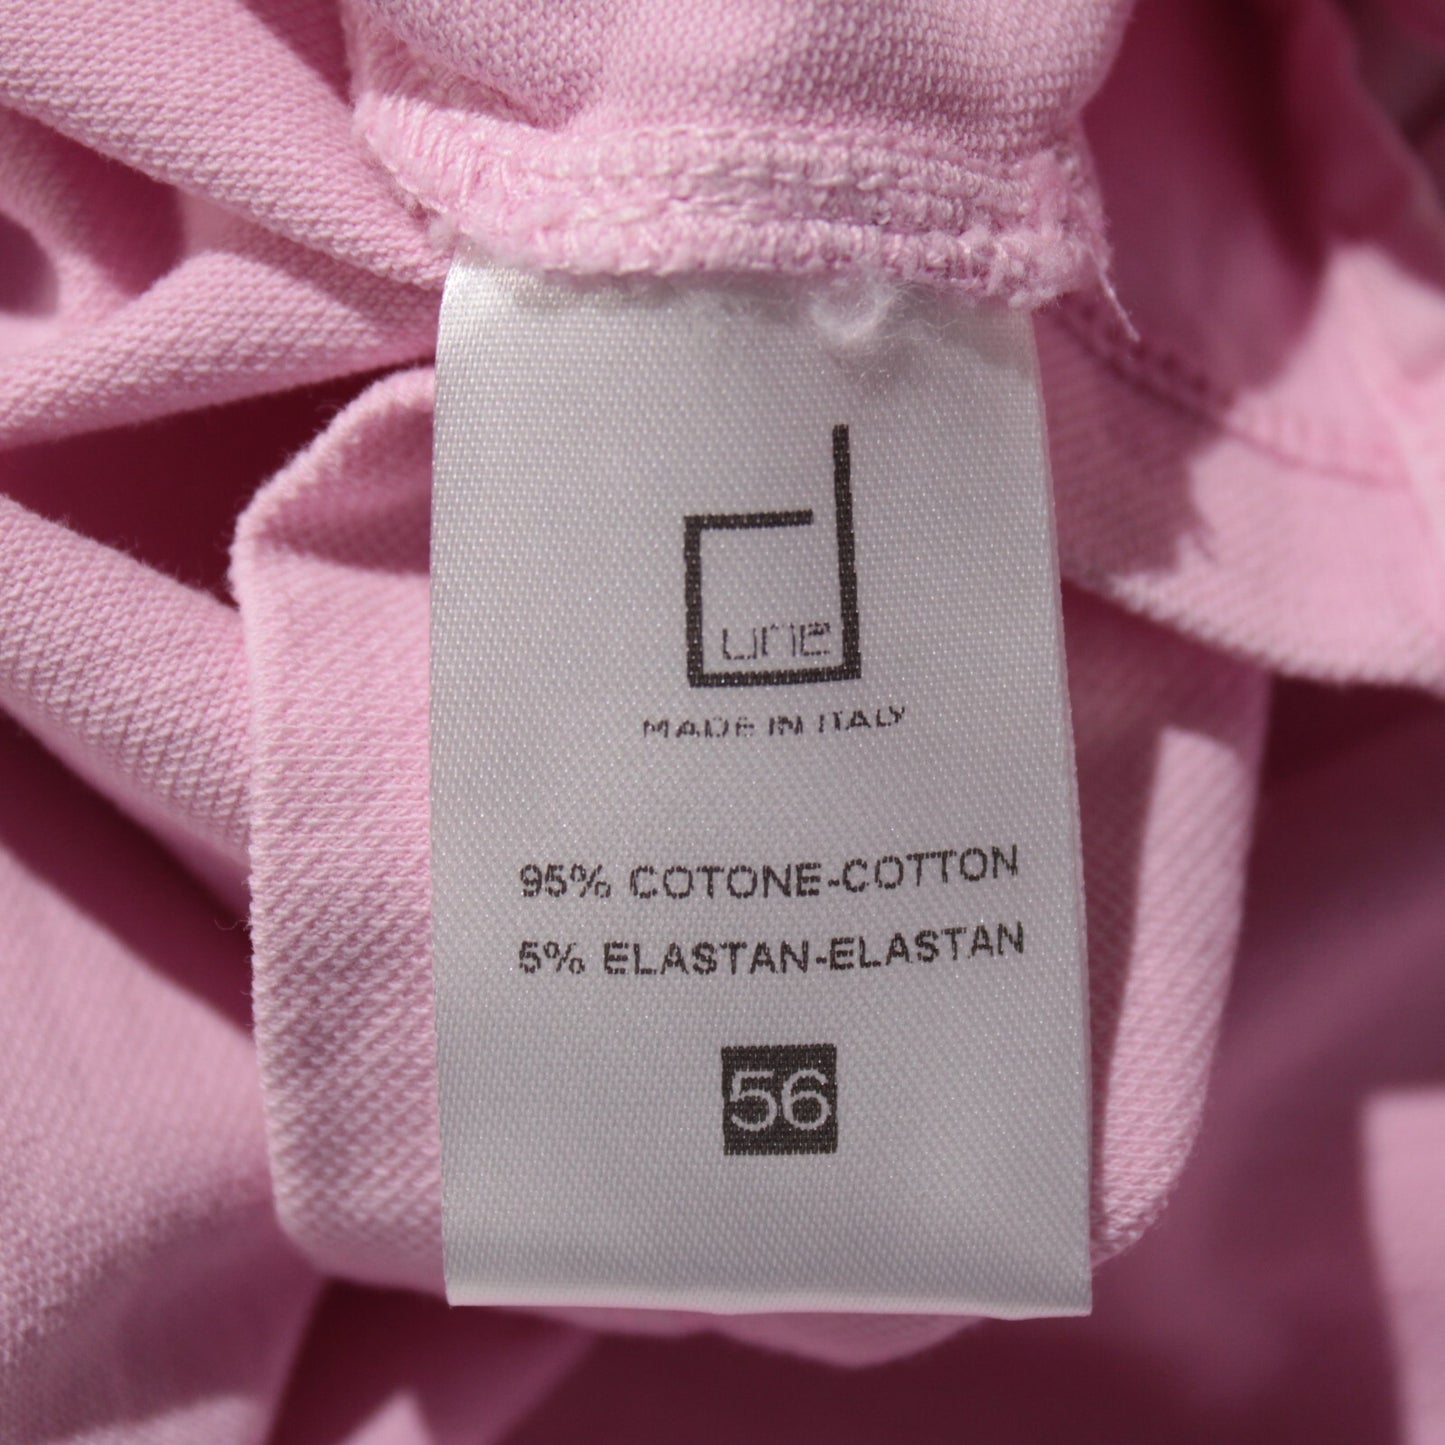 d
une
MADE IN ITALY
95% COTONE-COTTON
5% ELASTAN-ELASTAN
56